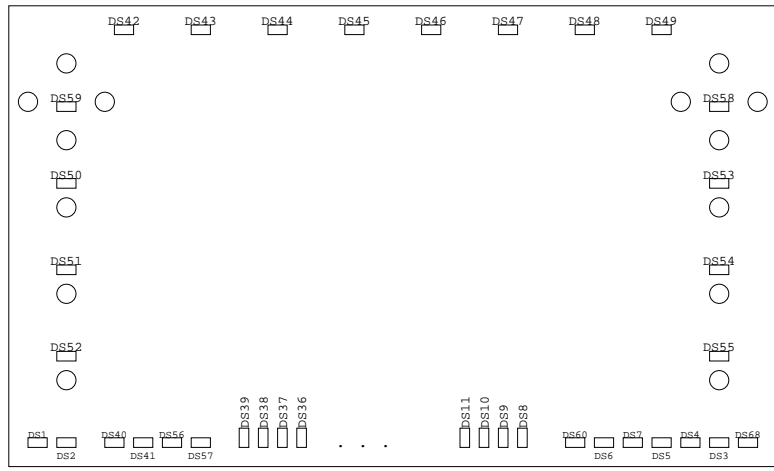 DS42 DS43 DS44 DS45 DS46 DS47 DS48 DS49
DS59 DS58
DS50 DS53
DS51 DS54
DS52 DS55
DS39 DS38 DS37 DS36 . . . DS11 DS10 DS9 DS8
DS1 DS40 DS56 DS60 DS7 DS4 DS68
DS2 DS41 DS57 DS6 DS5 DS3